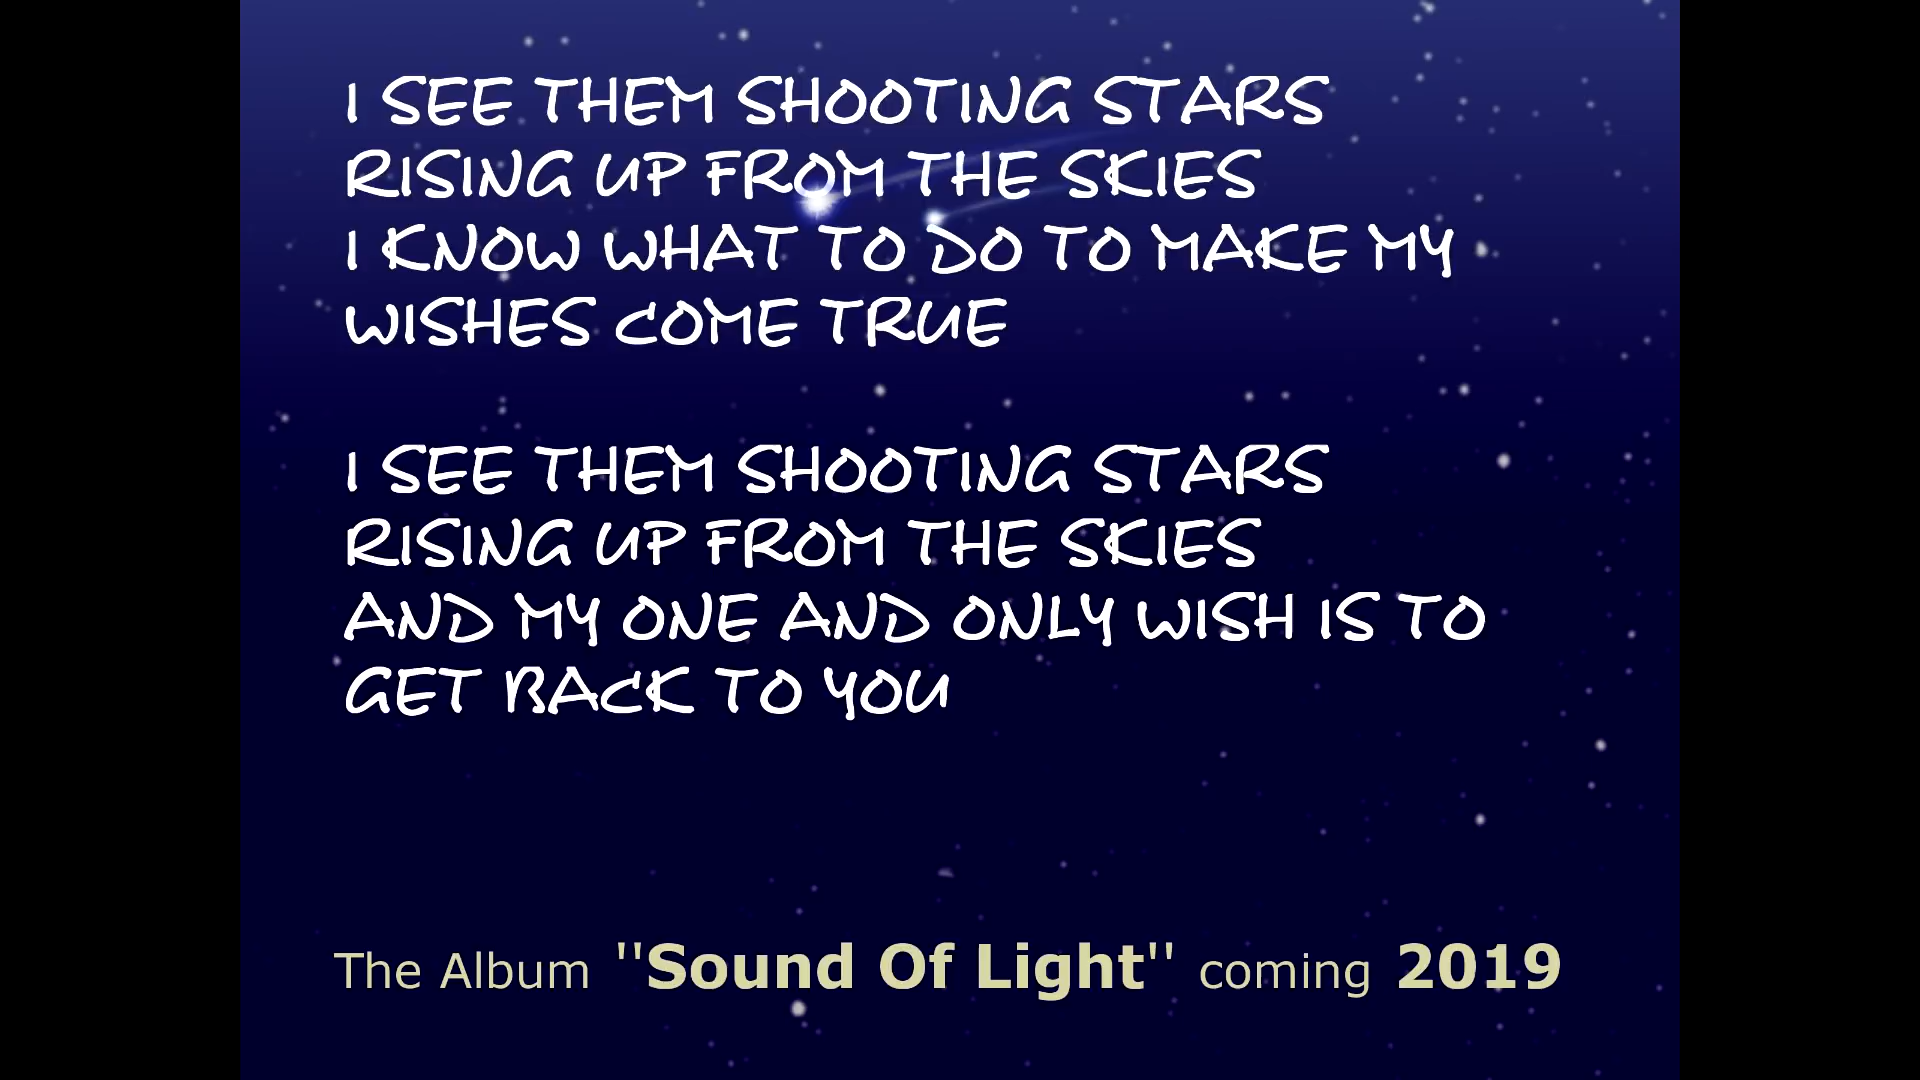 I SEE THEM SHOOTING STARS
RISING UP FROM THE SKIES
I KNOW WHAT TO DO TO MAKE MY
WISHES COME TRUE
I SEE THEM SHOOTING STARS
RISING UP FROM THE SKIES
AND MY ONE AND ONLY WISH IS TO
GET BACK TO YOU
The Album "Sound Of Light" coming 2019